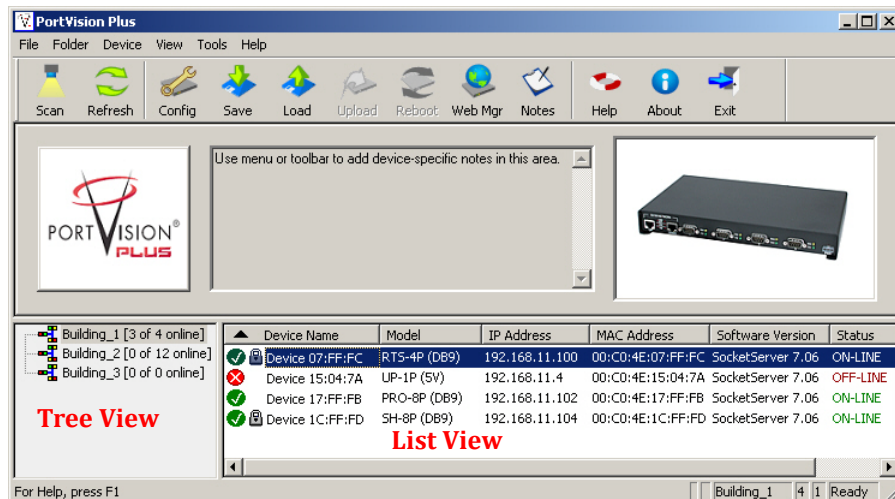 PortVision Plus
File Folder Device View Tools Help
Scan Refresh Config Save Load Upload Reboot Web Mgr Notes Help About Exit
PORTVISION®
PLUS
Use menu or toolbar to add device-specific notes in this area.
Building_1 [3 of 4 online]
Building_2 [0 of 12 online]
Building_3 [0 of 0 online]
Tree View
Device Name Model IP Address MAC Address Software Version Status
Device 07:FF:FC RTS-4P (DB9) 192.168.11.100 00:C0:4E:07:FF:FC SocketServer 7.06 ON-LINE
Device 15:04:7A UP-1P (5V) 192.168.11.4 00:C0:4E:15:04:7A SocketServer 7.06 OFF-LINE
Device 17:FF:FB PRO-8P (DB9) 192.168.11.102 00:C0:4E:17:FF:FB SocketServer 7.06 ON-LINE
Device 1C:FF:FD SH-8P (DB9) 192.168.11.104 00:C0:4E:1C:FF:FD SocketServer 7.06 ON-LINE
List View
For Help, press F1 Building_1 4 1 Ready